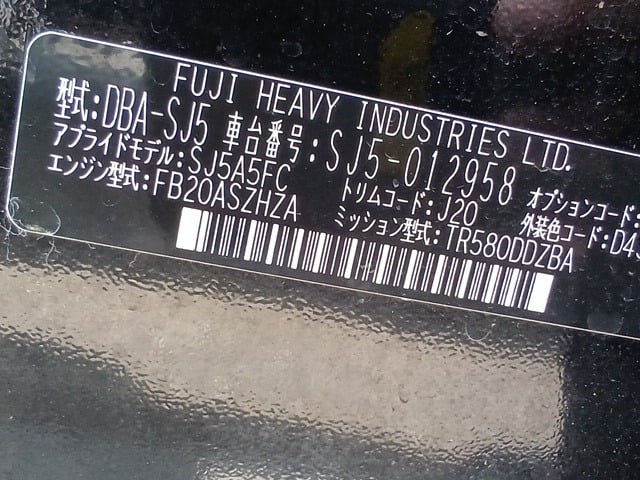 FUJI HEAVY INDUSTRIES LTD.
型式:DBA-SJ5 車台番号:SJ5-012958
アプライドモデル:SJ5A5FC トリムコード:J20 オプションコード:
エンジン型式:FB20ASZHZA ミッション型式:TR580DDZBA 外装色コード:D4S